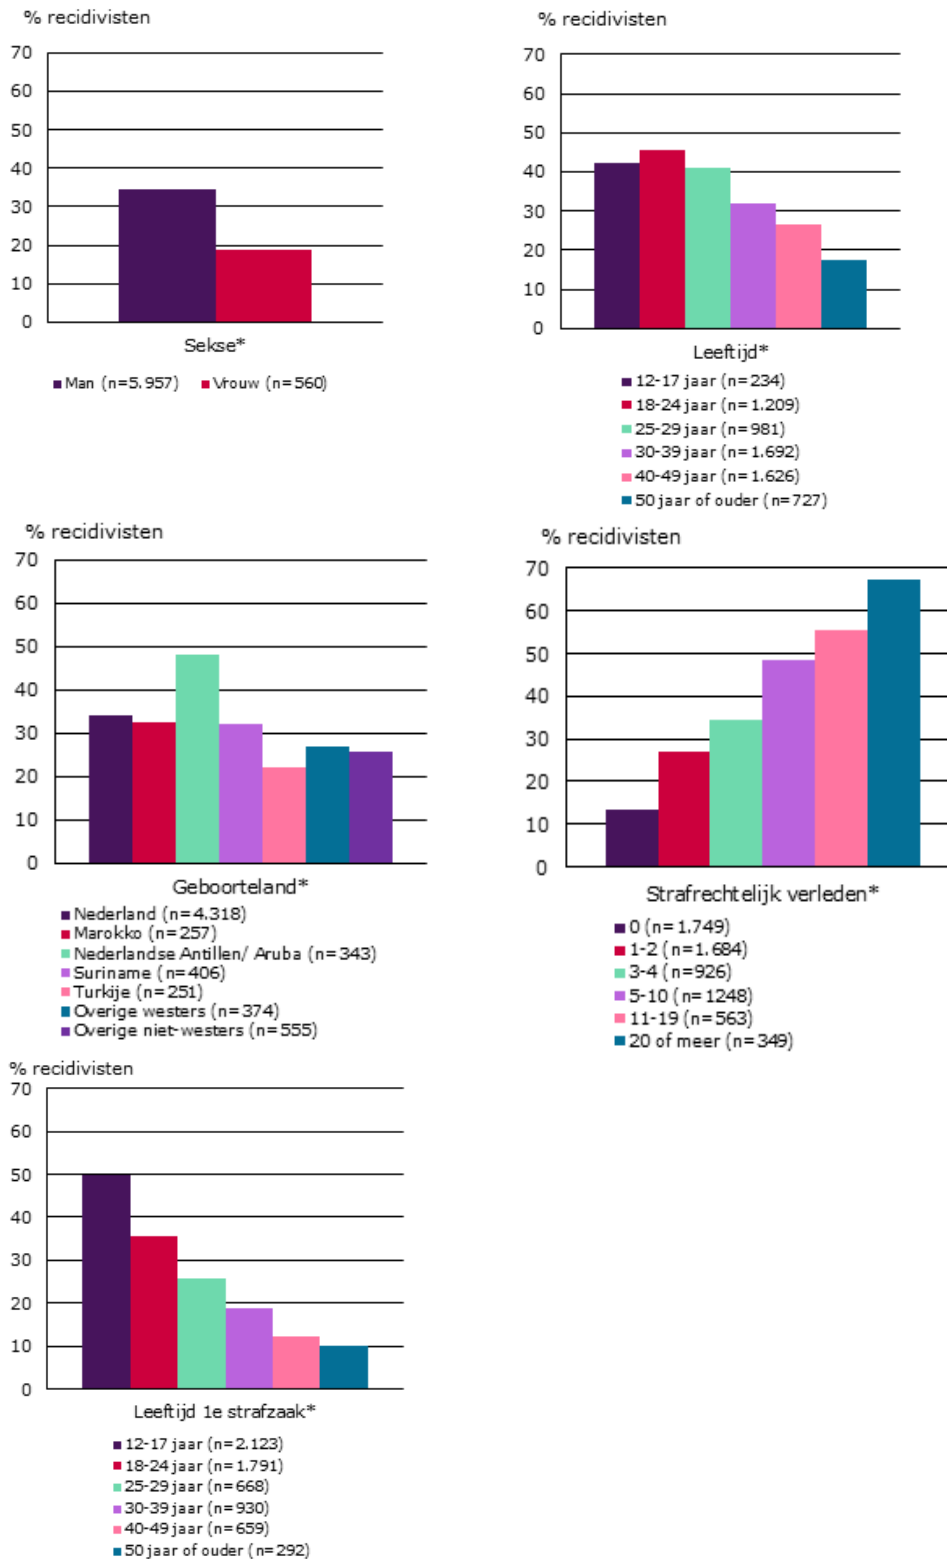 % recidivisten
70
60
50
40
30
20
10
0
Sekse*
Man (n=5.957) Vrouw (n=560)
% recidivisten
70
60
50
40
30
20
10
0
Leeftijd*
12-17 jaar (n=234)
18-24 jaar (n=1.209)
25-29 jaar (n=981)
30-39 jaar (n=1.692)
40-49 jaar (n=1.626)
50 jaar of ouder (n=727)
% recidivisten
70
60
50
40
30
20
10
0
Geboorteland*
Nederland (n=4.318)
Marokko (n=257)
Nederlandse Antillen/ Aruba (n=343)
Suriname (n=406)
Turkije (n=251)
Overige westers (n=374)
Overige niet-westers (n=555)
% recidivisten
70
60
50
40
30
20
10
0
Strafrechtelijk verleden*
0 (n=1.749)
1-2 (n=1.684)
3-4 (n=926)
5-10 (n=1248)
11-19 (n=563)
20 of meer (n=349)
% recidivisten
70
60
50
40
30
20
10
0
Leeftijd 1e strafzaak*
12-17 jaar (n=2.123)
18-24 jaar (n=1.791)
25-29 jaar (n=668)
30-39 jaar (n=930)
40-49 jaar (n=659)
50 jaar of ouder (n=292)